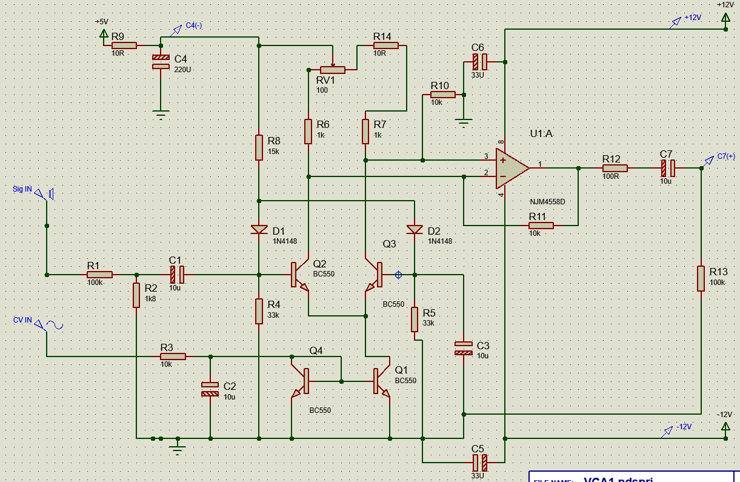 +12V
+5V
C4(-)
+12V
R9
10R
R14
10R
C4
220U
C6
33U
RV1
100
R10
10k
R6
1k
R7
1k
R8
15k
U1:A
8
3
2
1
4
R12
100R
C7
10u
C7(+)
Sig IN
NJM4558D
R11
10k
D1
1N4148
D2
1N4148
Q3
Q2
BC550
R1
100k
C1
10u
R13
100k
R2
1k8
R4
33k
BC550
R5
33k
CV IN
R3
10k
Q4
C3
10u
C2
10u
Q1
BC550
BC550
-12V
-12V
C5
33U
FILE NAME: VGA1.pdsprj